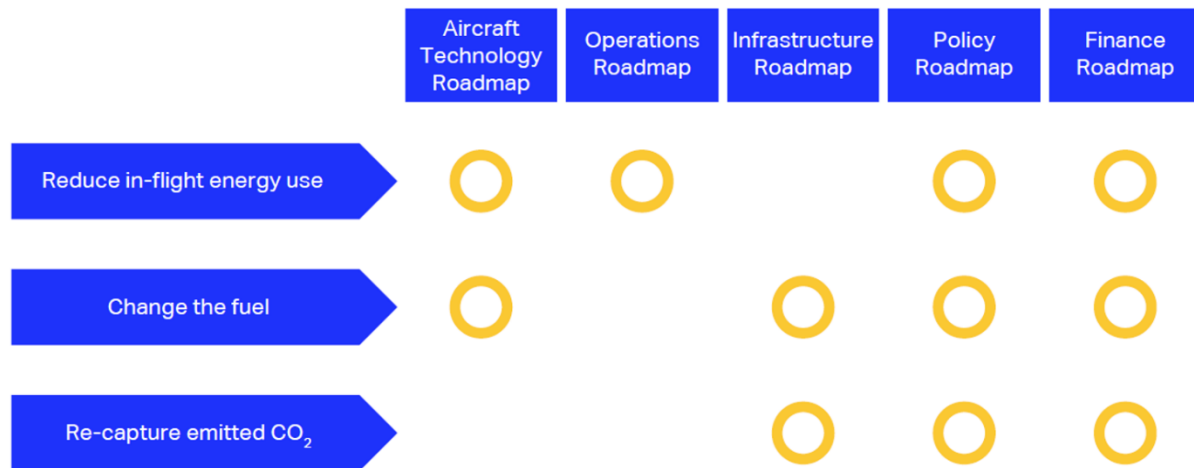 Aircraft
Technology
Roadmap
Operations
Roadmap
Infrastructure
Roadmap
Policy
Roadmap
Finance
Roadmap
Reduce in-flight energy use
Change the fuel
Re-capture emitted CO₂